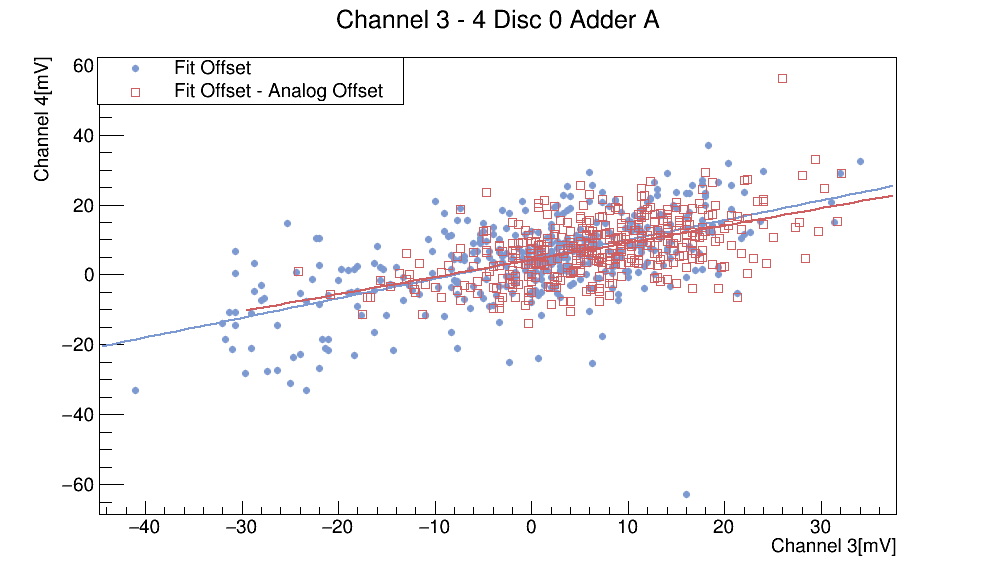 Channel 3 - 4 Disc 0 Adder A
Channel 4[mV]
Fit Offset
Fit Offset - Analog Offset
60
40
20
0
−20
−40
−60
−40 −30 −20 −10 0 10 20 30
Channel 3[mV]